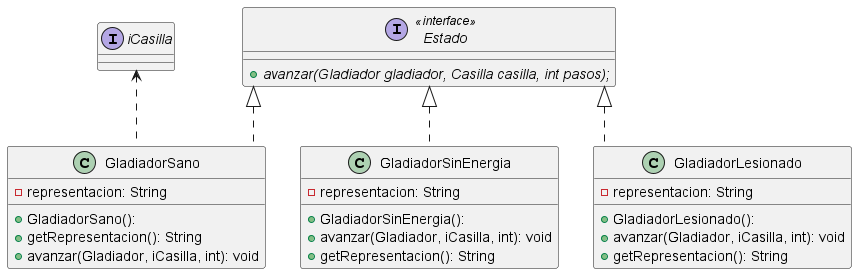 I iCasilla
I «interface»
Estado
avanzar(Gladiador gladiador, Casilla casilla, int pasos);
C GladiadorSano
representacion: String
GladiadorSano():
getRepresentacion(): String
avanzar(Gladiador, iCasilla, int): void
C GladiadorSinEnergia
representacion: String
GladiadorSinEnergia():
avanzar(Gladiador, iCasilla, int): void
getRepresentacion(): String
C GladiadorLesionado
representacion: String
GladiadorLesionado():
avanzar(Gladiador, iCasilla, int): void
getRepresentacion(): String